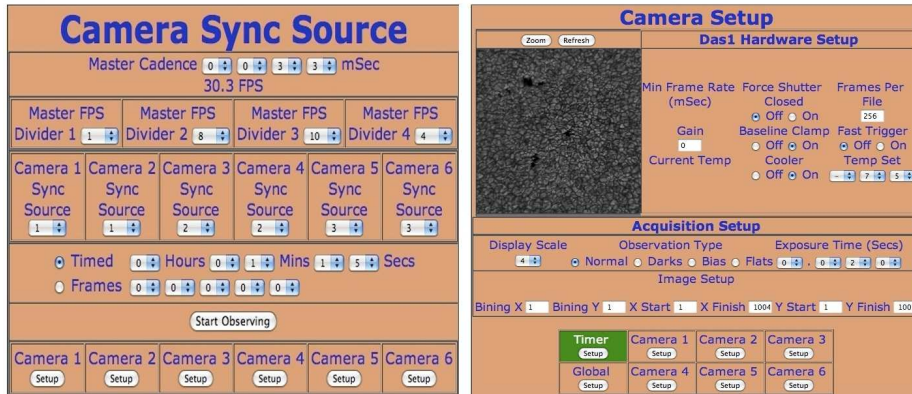 Camera Sync Source
Master Cadence 0 0 3 3 mSec
30.3 FPS
Master FPS Master FPS Master FPS Master FPS
Divider 1 1 Divider 2 8 Divider 3 10 Divider 4 4
Camera 1 Camera 2 Camera 3 Camera 4 Camera 5 Camera 6
Sync Sync Sync Sync Sync Sync
Source Source Source Source Source Source
1 1 2 2 3 3
Timed 0 Hours 0 1 Mins 1 5 Secs
Frames 0 0 0 0 0
Start Observing
Camera 1 Camera 2 Camera 3 Camera 4 Camera 5 Camera 6
Setup Setup Setup Setup Setup Setup
Camera Setup
Zoom Refresh
Das1 Hardware Setup
Min Frame Rate Force Shutter Frames Per
(mSec) Closed File
Off On 256
Gain Baseline Clamp Fast Trigger
0 Off On Off On
Current Temp Cooler Temp Set
Off On - 7 5
Acquisition Setup
Display Scale Observation Type Exposure Time (Secs)
4 Normal Darks Bias Flats 0 . 0 2 0
Image Setup
Bining X 1 Bining Y 1 X Start 1 X Finish 1004 Y Start 1 Y Finish 100
Timer Camera 1 Camera 2 Camera 3
Setup Setup Setup Setup
Global Camera 4 Camera 5 Camera 6
Setup Setup Setup Setup